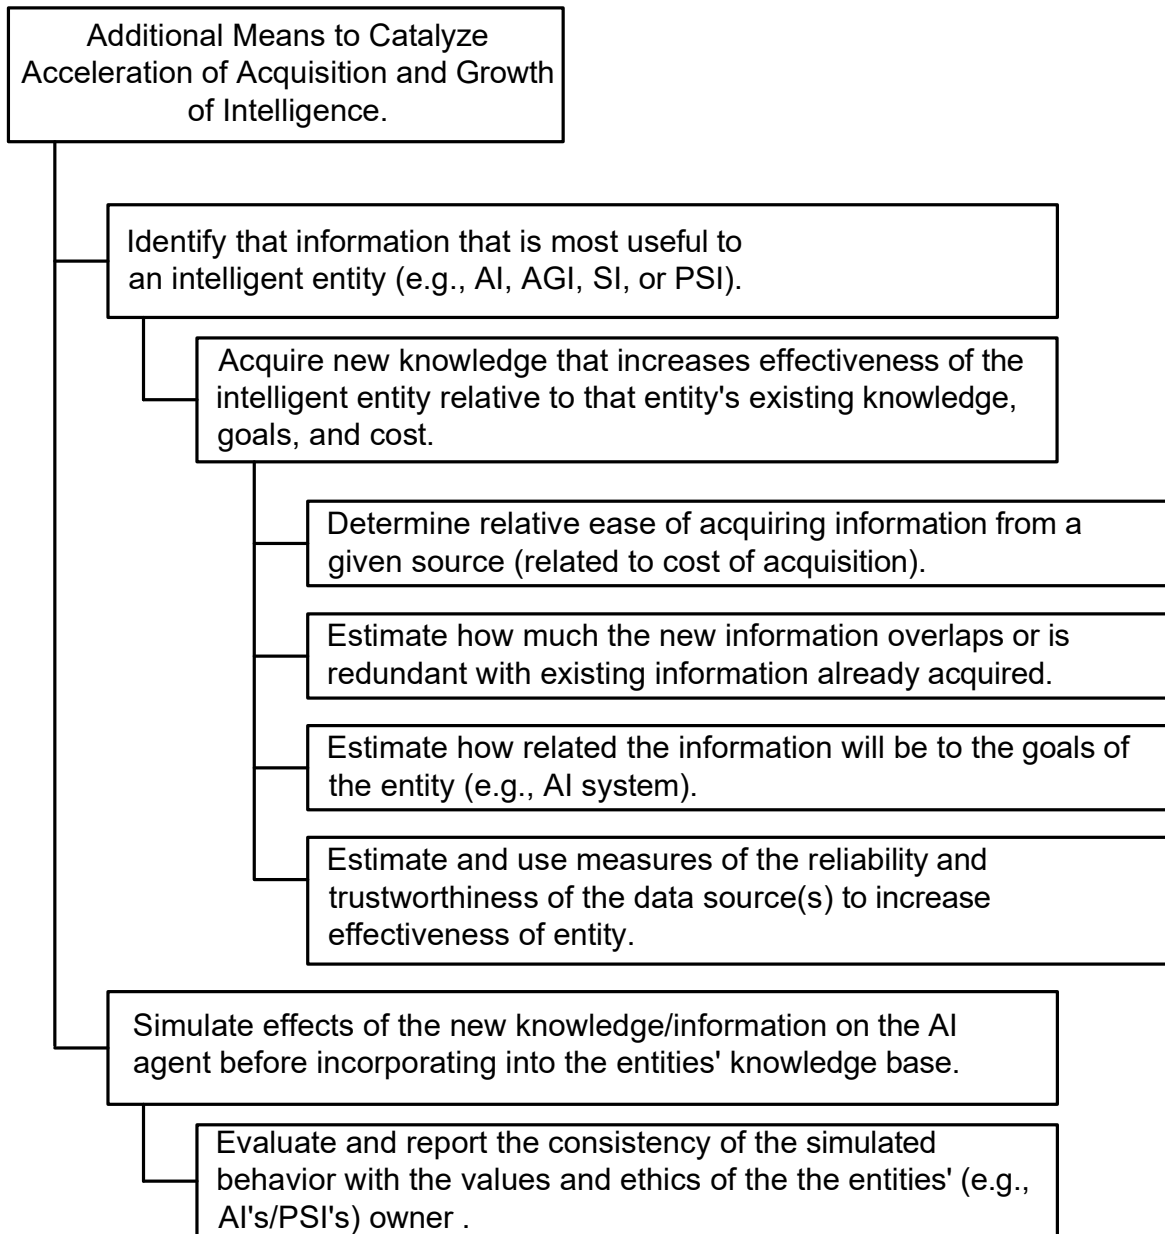 Additional Means to Catalyze
Acceleration of Acquisition and Growth
of Intelligence.
Identify that information that is most useful to
an intelligent entity (e.g., AI, AGI, SI, or PSI).
Acquire new knowledge that increases effectiveness of the
intelligent entity relative to that entity's existing knowledge,
goals, and cost.
Determine relative ease of acquiring information from a
given source (related to cost of acquisition).
Estimate how much the new information overlaps or is
redundant with existing information already acquired.
Estimate how related the information will be to the goals of
the entity (e.g., AI system).
Estimate and use measures of the reliability and
trustworthiness of the data source(s) to increase
effectiveness of entity.
Simulate effects of the new knowledge/information on the AI
agent before incorporating into the entities' knowledge base.
Evaluate and report the consistency of the simulated
behavior with the values and ethics of the the entities' (e.g.,
AI's/PSI's) owner .